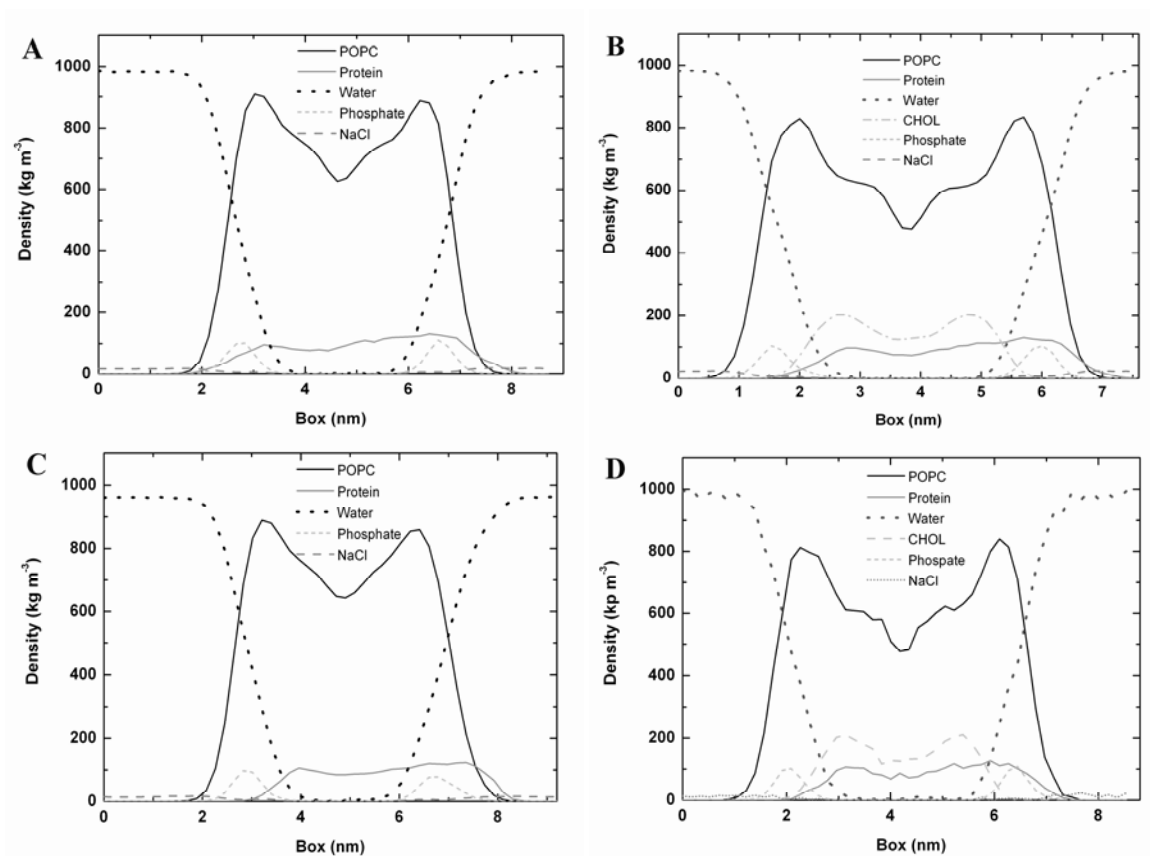 A
POPC
Protein
Water
Phosphate
NaCl
1000
800
600
400
200
0
Density (kg m-3)
0 2 4 6 8
Box (nm)
B
POPC
Protein
Water
CHOL
Phosphate
NaCl
1000
800
600
400
200
0
Density (kg m-3)
0 1 2 3 4 5 6 7
Box (nm)
C
POPC
Protein
Water
Phosphate
NaCl
1000
800
600
400
200
0
Density (kg m-3)
0 2 4 6 8
Box (nm)
D
POPC
Protein
Water
CHOL
Phospate
NaCl
1000
800
600
400
200
0
Density (kp m-3)
0 2 4 6 8
Box (nm)